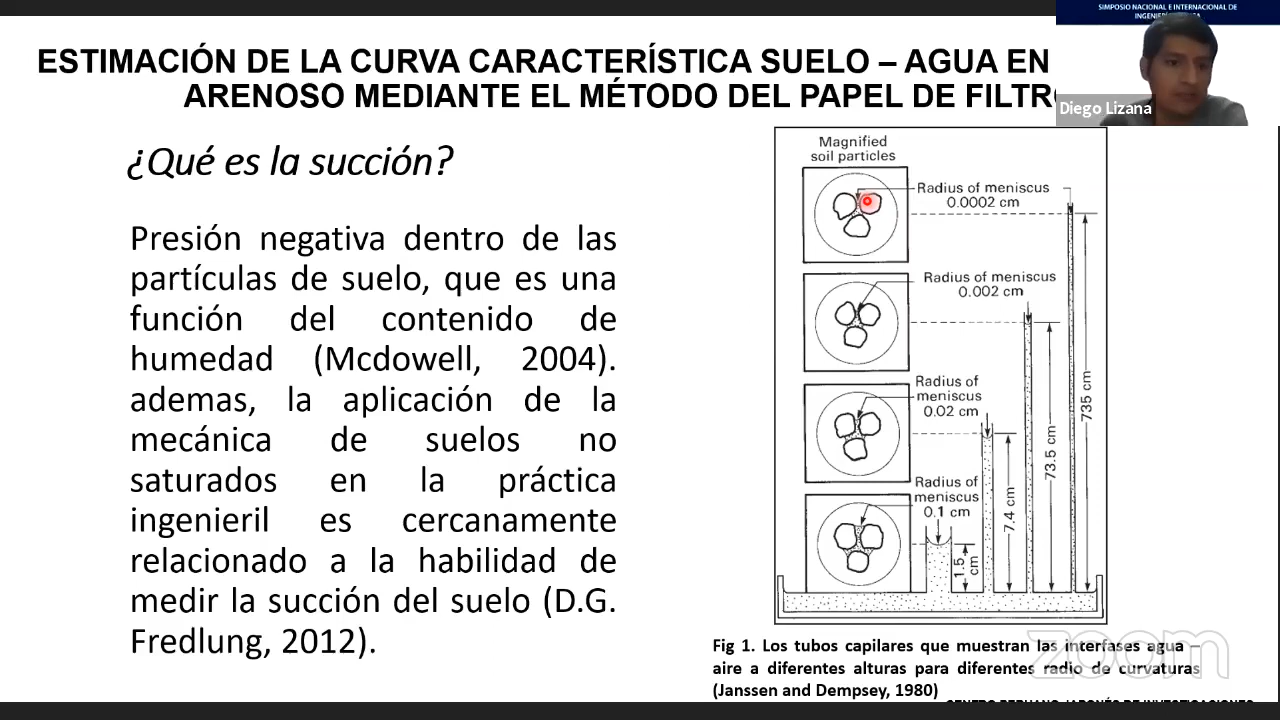 SIMPOSIO NACIONAL E INTERNACIONAL DE
ESTIMACIÓN DE LA CURVA CARACTERÍSTICA SUELO – AGUA EN
ARENOSO MEDIANTE EL MÉTODO DEL PAPEL DE FILTRO
Diego Lizana
¿Qué es la succión?
Presión negativa dentro de las
partículas de suelo, que es una
función del contenido de
humedad (Mcdowell, 2004).
ademas, la aplicación de la
mecánica de suelos no
saturados en la práctica
ingenieril es cercanamente
relacionado a la habilidad de
medir la succión del suelo (D.G.
Fredlung, 2012).
Magnified
soil particles
Radius of meniscus
0.0002 cm
Radius of meniscus
0.002 cm
Radius of
meniscus
0.02 cm
Radius of
meniscus
0.1 cm
1.5
cm
7.4 cm
73.5 cm
735 cm
Fig 1. Los tubos capilares que muestran las interfases agua –
aire a diferentes alturas para diferentes radio de curvaturas
(Janssen and Dempsey, 1980)
zoom
CENTRO PERUANO JAPONÉS DE INVESTIGACIONES